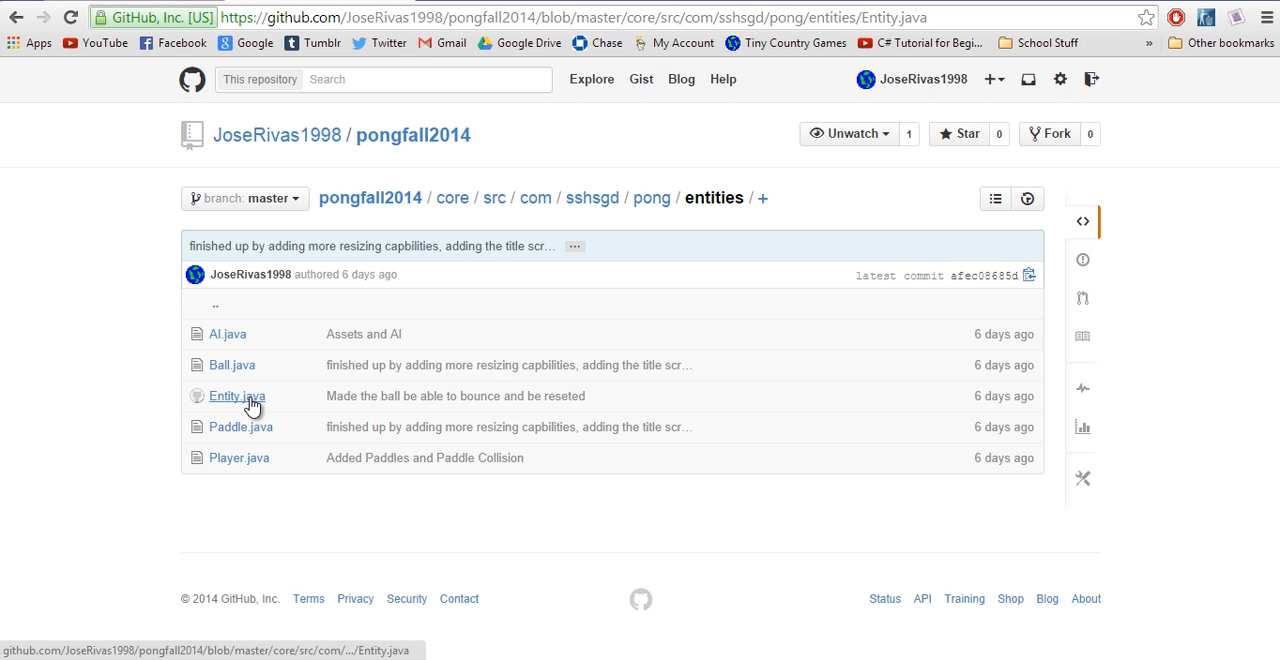 GitHub, Inc. [US] https://github.com/JoseRivas1998/pongfall2014/blob/master/core/src/com/sshsgd/pong/entities/Entity.java
Apps YouTube Facebook Google Tumblr Twitter Gmail Google Drive Chase My Account Tiny Country Games C# Tutorial for Begi... School Stuff » Other bookmarks
This repository Search Explore Gist Blog Help JoseRivas1998
JoseRivas1998 / pongfall2014 Unwatch 1 Star 0 Fork 0
branch: master pongfall2014 / core / src / com / sshsgd / pong / entities / +
finished up by adding more resizing capbilities, adding the title scr... ...
JoseRivas1998 authored 6 days ago latest commit afec08685d
..
AI.java Assets and AI 6 days ago
Ball.java finished up by adding more resizing capbilities, adding the title scr... 6 days ago
Entity.java Made the ball be able to bounce and be reseted 6 days ago
Paddle.java finished up by adding more resizing capbilities, adding the title scr... 6 days ago
Player.java Added Paddles and Paddle Collision 6 days ago
© 2014 GitHub, Inc. Terms Privacy Security Contact Status API Training Shop Blog About
github.com/JoseRivas1998/pongfall2014/blob/master/core/src/com/.../Entity.java